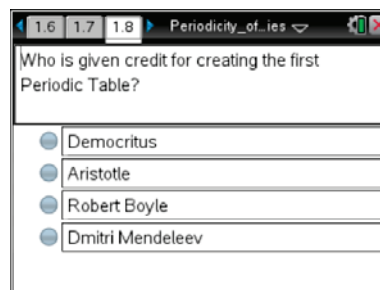 1.6 1.7 1.8 Periodicity_of…ies
Who is given credit for creating the first
Periodic Table?
Democritus
Aristotle
Robert Boyle
Dmitri Mendeleev